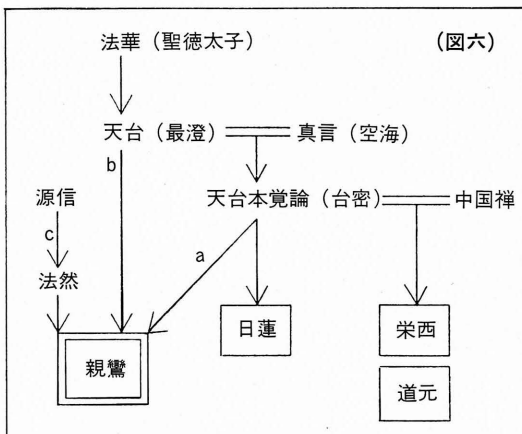 法華（聖徳太子）
(図六)
天台（最澄）
真言（空海）
b
源信
天台本覚論（台密）
中国禅
c
a
法然
日蓮
栄西
親鸞
道元